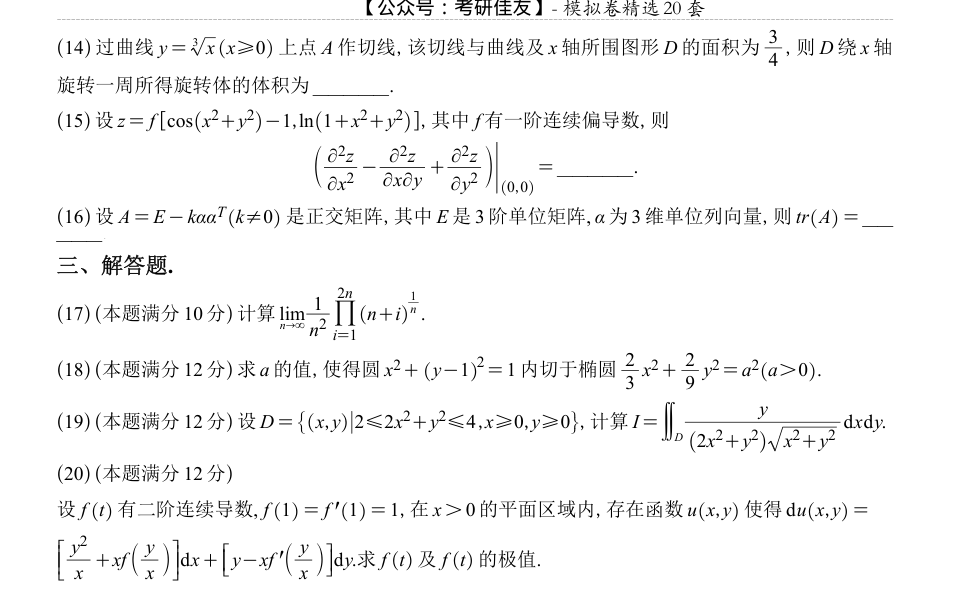 【公众号：考研佳友】- 模拟卷精选 20 套
(14) 过曲线 y=∛x (x⩾0) 上点 A 作切线, 该切线与曲线及 x 轴所围图形 D 的面积为 3/4, 则 D 绕 x 轴
旋转一周所得旋转体的体积为 ________.
(15) 设 z=f[cos(x²+y²)−1,ln(1+x²+y²)], 其中 f 有一阶连续偏导数, 则
(∂²z/∂x² − ∂²z/∂x∂y + ∂²z/∂y²)|(0,0) = ________.
(16) 设 A=E−kαα^T(k≠0) 是正交矩阵, 其中 E 是 3 阶单位矩阵, α 为 3 维单位列向量, 则 tr(A) = ___
_____.
三、解答题.
(17) (本题满分 10 分) 计算 lim_{n→∞} 1/n² ∏_{i=1}^{2n} (n+i)^{1/n}.
(18) (本题满分 12 分) 求 a 的值, 使得圆 x²+(y−1)²=1 内切于椭圆 2/3 x²+2/9 y²=a²(a>0).
(19) (本题满分 12 分) 设 D={(x,y)|2⩽2x²+y²⩽4,x⩾0,y⩾0}, 计算 I=∬_D y/((2x²+y²)√(x²+y²)) dxdy.
(20) (本题满分 12 分)
设 f(t) 有二阶连续导数, f(1)=f′(1)=1, 在 x>0 的平面区域内, 存在函数 u(x,y) 使得 du(x,y)=
[y²/x+xf(y/x)]dx+[y−xf′(y/x)]dy.求 f(t) 及 f(t) 的极值.